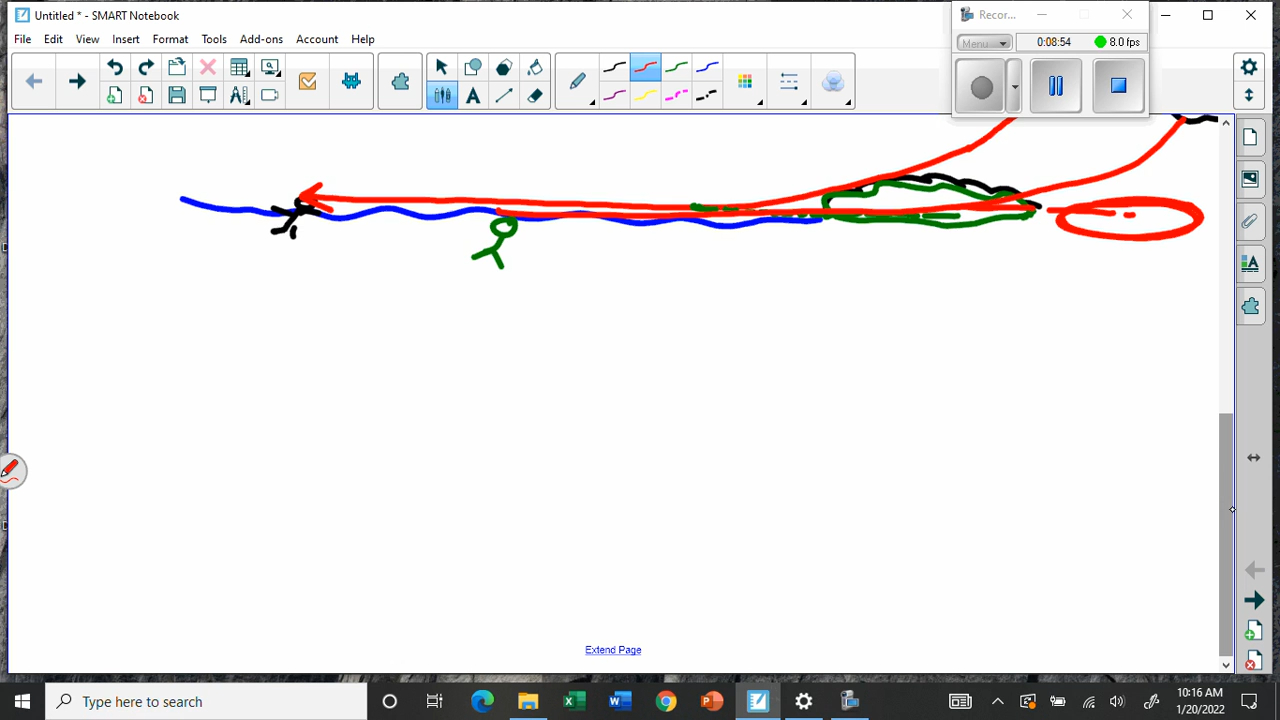 Untitled * - SMART Notebook
Recor...
File Edit View Insert Format Tools Add-ons Account Help
Menu
0:08:54
8.0 fps
A
A
Extend Page
Type here to search
10:16 AM
1/20/2022